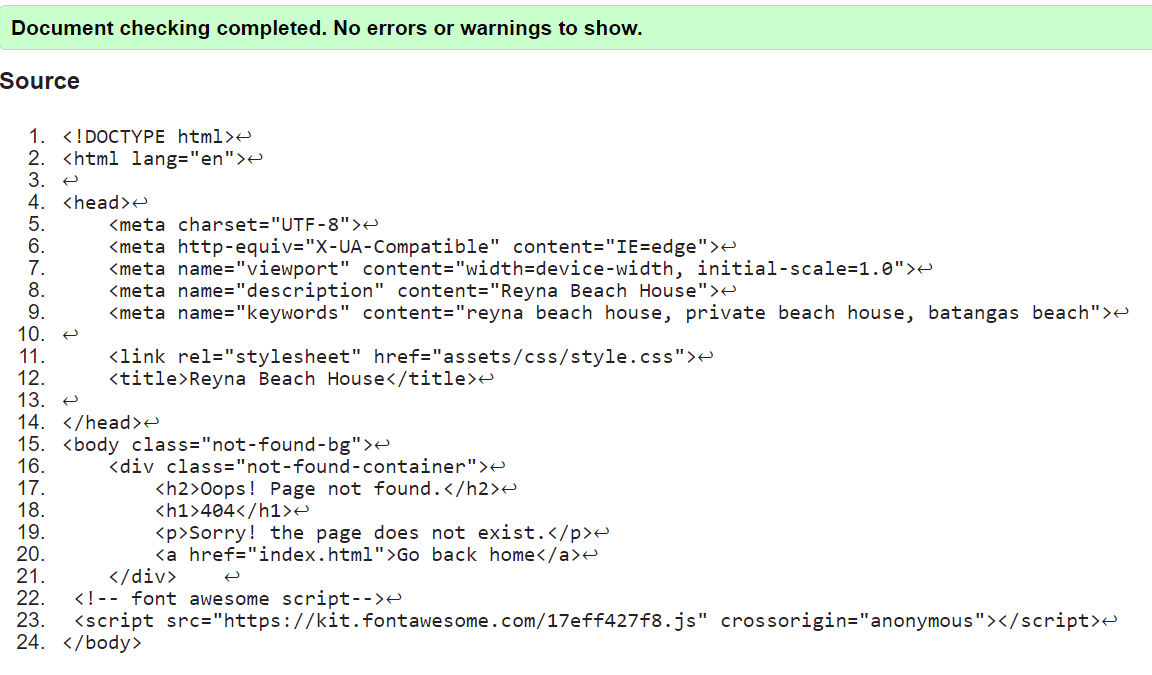 Document checking completed. No errors or warnings to show.
Source
1. <!DOCTYPE html>↩
2. <html lang="en">↩
3. ↩
4. <head>↩
5.     <meta charset="UTF-8">↩
6.     <meta http-equiv="X-UA-Compatible" content="IE=edge">↩
7.     <meta name="viewport" content="width=device-width, initial-scale=1.0">↩
8.     <meta name="description" content="Reyna Beach House">↩
9.     <meta name="keywords" content="reyna beach house, private beach house, batangas beach">↩
10. ↩
11.     <link rel="stylesheet" href="assets/css/style.css">↩
12.     <title>Reyna Beach House</title>↩
13. ↩
14. </head>↩
15. <body class="not-found-bg">↩
16.     <div class="not-found-container">↩
17.         <h2>Oops! Page not found.</h2>↩
18.         <h1>404</h1>↩
19.         <p>Sorry! the page does not exist.</p>↩
20.         <a href="index.html">Go back home</a>↩
21.     </div>    ↩
22.  <!-- font awesome script-->↩
23.  <script src="https://kit.fontawesome.com/17eff427f8.js" crossorigin="anonymous"></script>↩
24. </body>